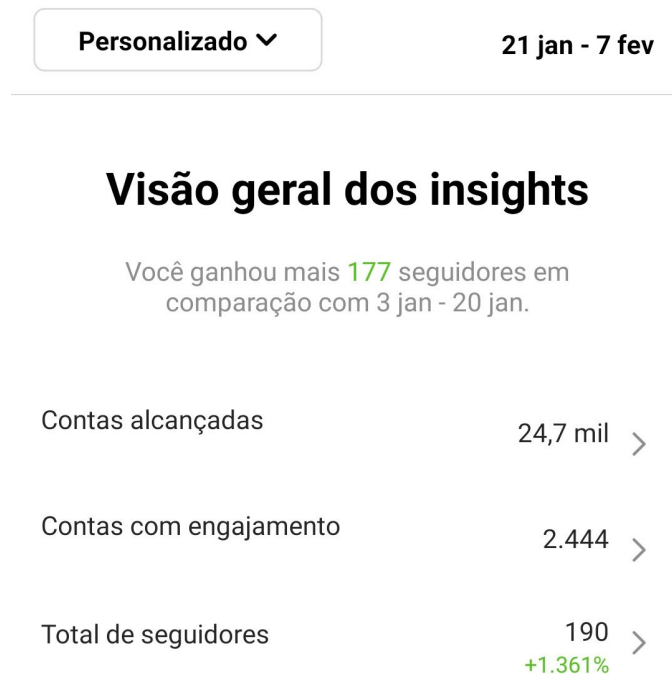 Personalizado
21 jan - 7 fev
Visão geral dos insights
Você ganhou mais 177 seguidores em
comparação com 3 jan - 20 jan.
Contas alcançadas
24,7 mil
Contas com engajamento
2.444
Total de seguidores
190
+1.361%